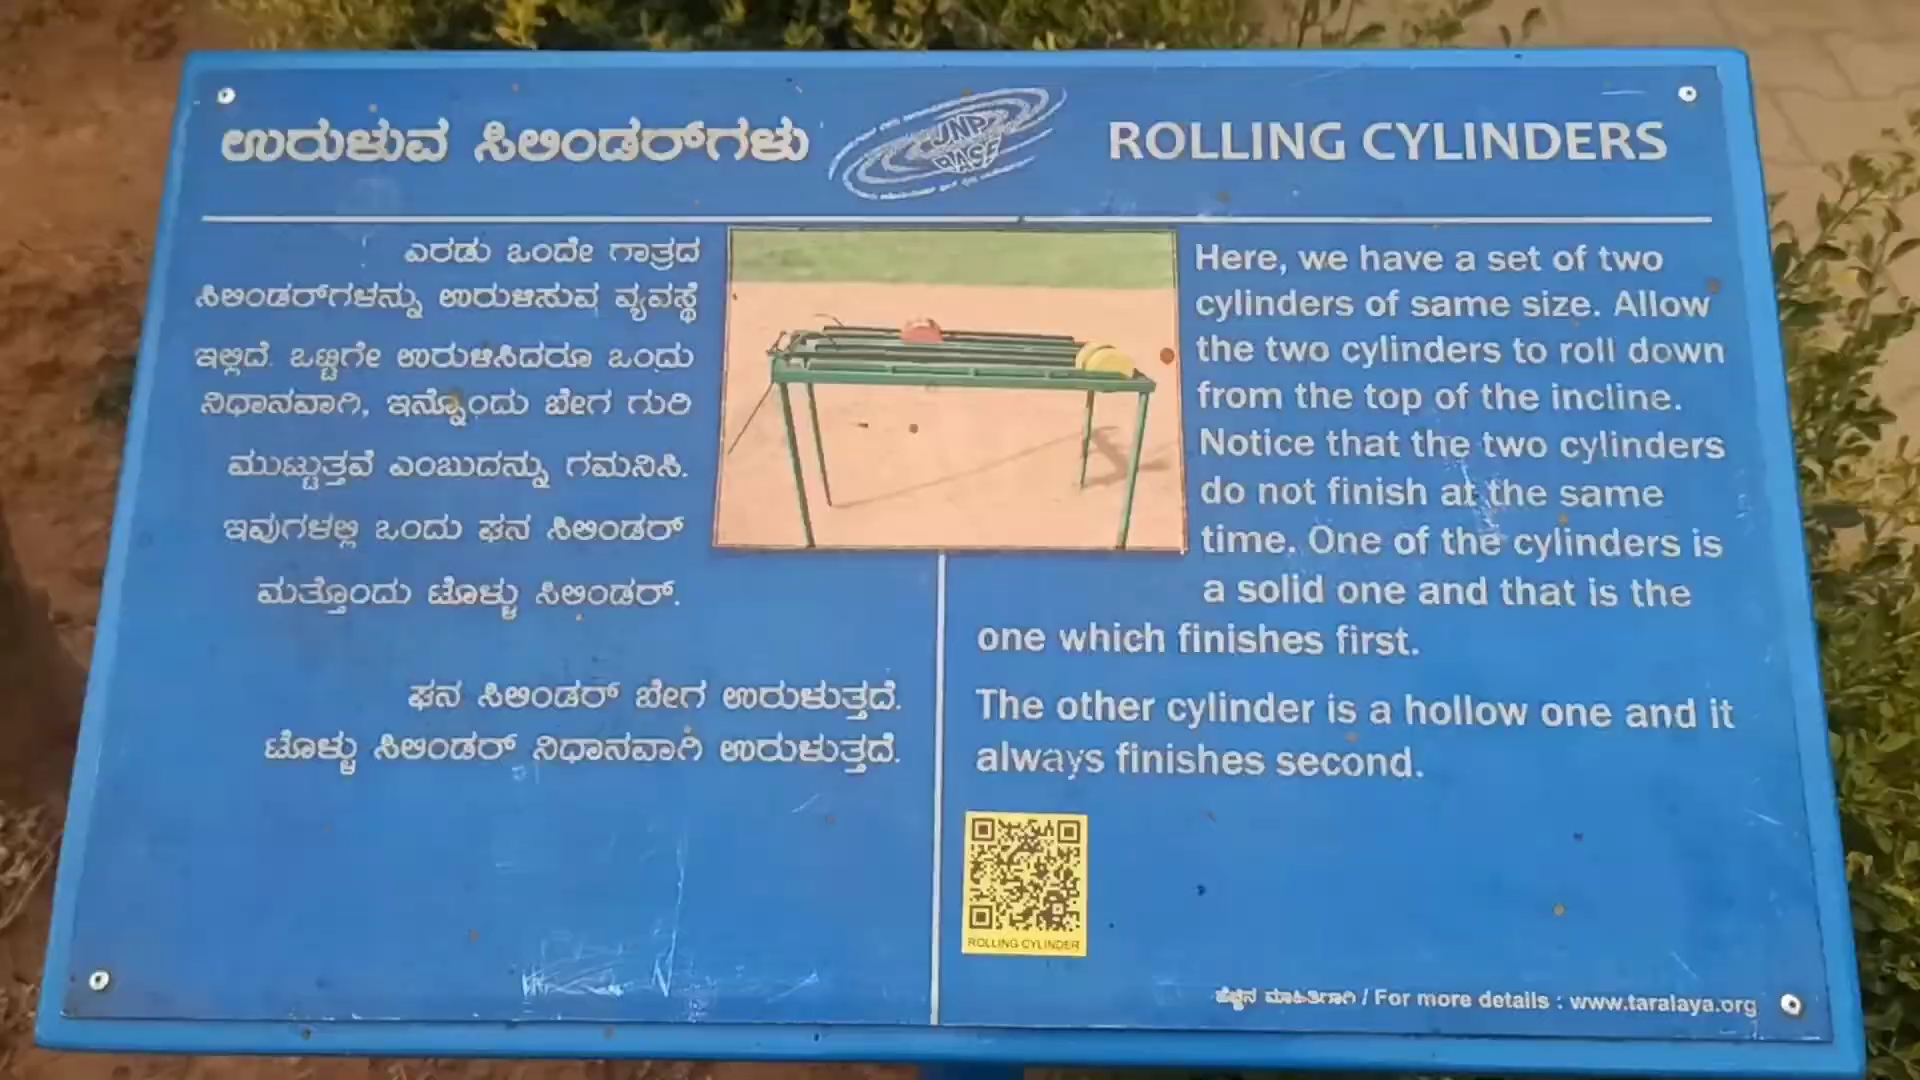 ಉರುಳುವ ಸಿಲಿಂಡರ್‌ಗಳು
JNP
BASE
ROLLING CYLINDERS
ಎರಡು ಒಂದೇ ಗಾತ್ರದ
ಸಿಲಿಂಡರ್‌ಗಳನ್ನು ಉರುಳಿಸುವ ವ್ಯವಸ್ಥೆ
ಇಲ್ಲಿದೆ. ಒಟ್ಟಿಗೇ ಉರುಳಿಸಿದರೂ ಒಂದು
ನಿಧಾನವಾಗಿ, ಇನ್ನೊಂದು ಬೇಗ ಗುರಿ
ಮುಟ್ಟುತ್ತವೆ ಎಂಬುದನ್ನು ಗಮನಿಸಿ.
ಇವುಗಳಲ್ಲಿ ಒಂದು ಘನ ಸಿಲಿಂಡರ್
ಮತ್ತೊಂದು ಟೊಳ್ಳು ಸಿಲಿಂಡರ್.
ಘನ ಸಿಲಿಂಡರ್ ಬೇಗ ಉರುಳುತ್ತದೆ.
ಟೊಳ್ಳು ಸಿಲಿಂಡರ್ ನಿಧಾನವಾಗಿ ಉರುಳುತ್ತದೆ.
Here, we have a set of two
cylinders of same size. Allow
the two cylinders to roll down
from the top of the incline.
Notice that the two cylinders
do not finish at the same
time. One of the cylinders is
a solid one and that is the
one which finishes first.
The other cylinder is a hollow one and it
always finishes second.
ROLLING CYLINDER
ಹೆಚ್ಚಿನ ಮಾಹಿತಿಗಾಗಿ / For more details : www.taralaya.org